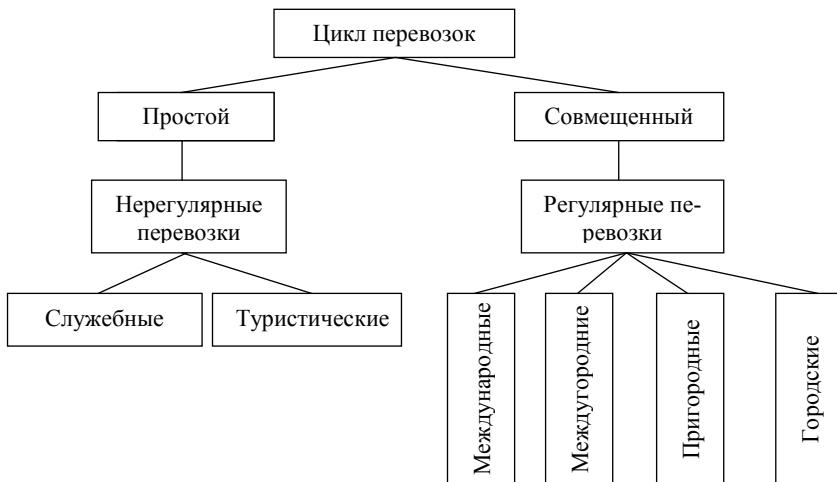 Цикл перевозок
Простой
Совмещенный
Нерегулярные
перевозки
Регулярные пе-
ревозки
Служебные
Туристические
Международные
Междугородние
Пригородные
Городские